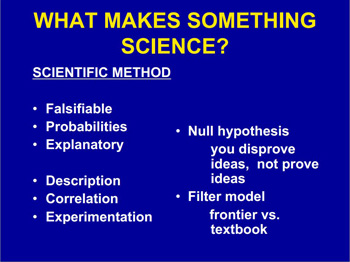 WHAT MAKES SOMETHING
SCIENCE?
SCIENTIFIC METHOD
• Falsifiable
• Probabilities
• Explanatory
• Description
• Correlation
• Experimentation
• Null hypothesis
you disprove
ideas, not prove
ideas
• Filter model
frontier vs.
textbook